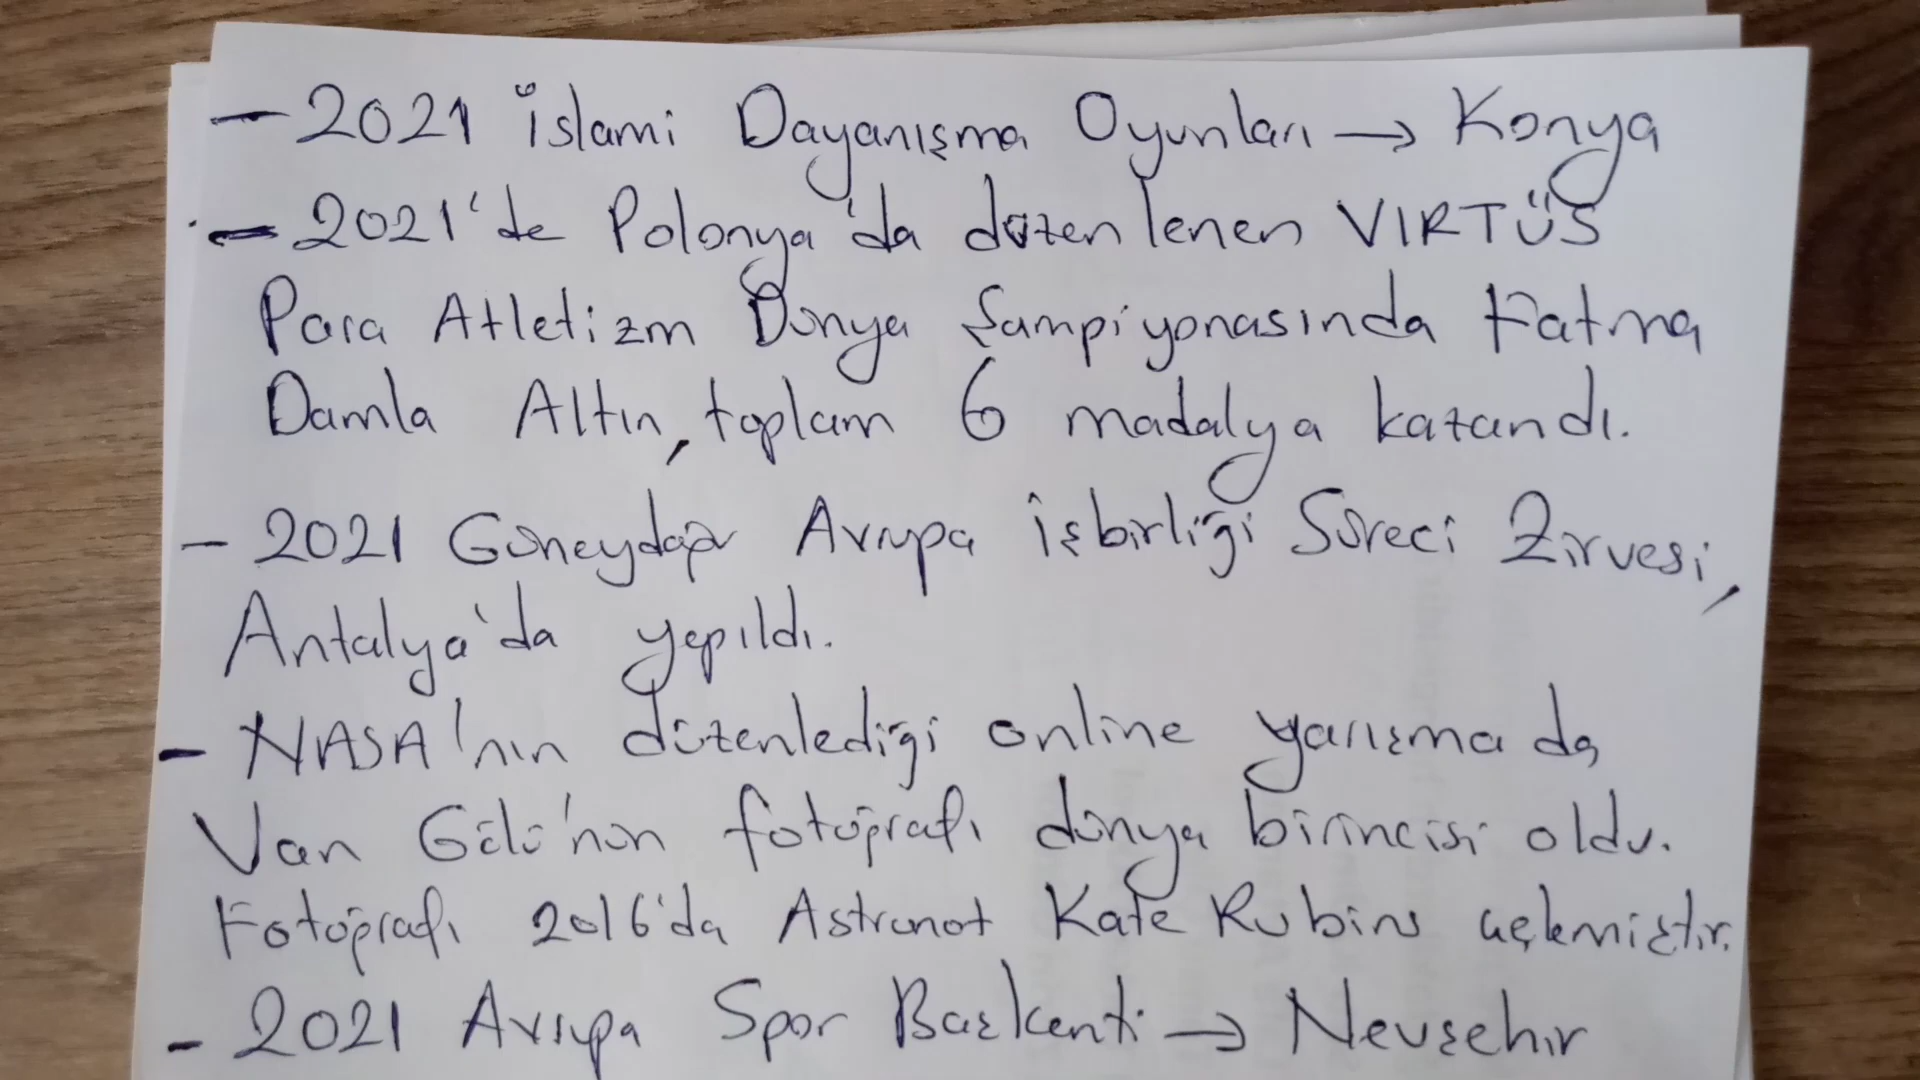 - 2021 İslami Dayanışma Oyunları → Konya
- 2021'de Polonya'da düzenlenen VIRTÜS
Para Atletizm Dünya Şampiyonasında Fatma
Damla Altın, toplam 6 madalya kazandı.
- 2021 Güneydoğu Avrupa İşbirliği Süreci Zirvesi,
Antalya'da yapıldı.
- NASA'nın düzenlediği online yarışmada
Van Gölü'nün fotoğrafı dünya birincisi oldu.
Fotoğrafı 2016'da Astronot Kate Rubins çekmiştir.
- 2021 Avrupa Spor Başkenti → Nevşehir